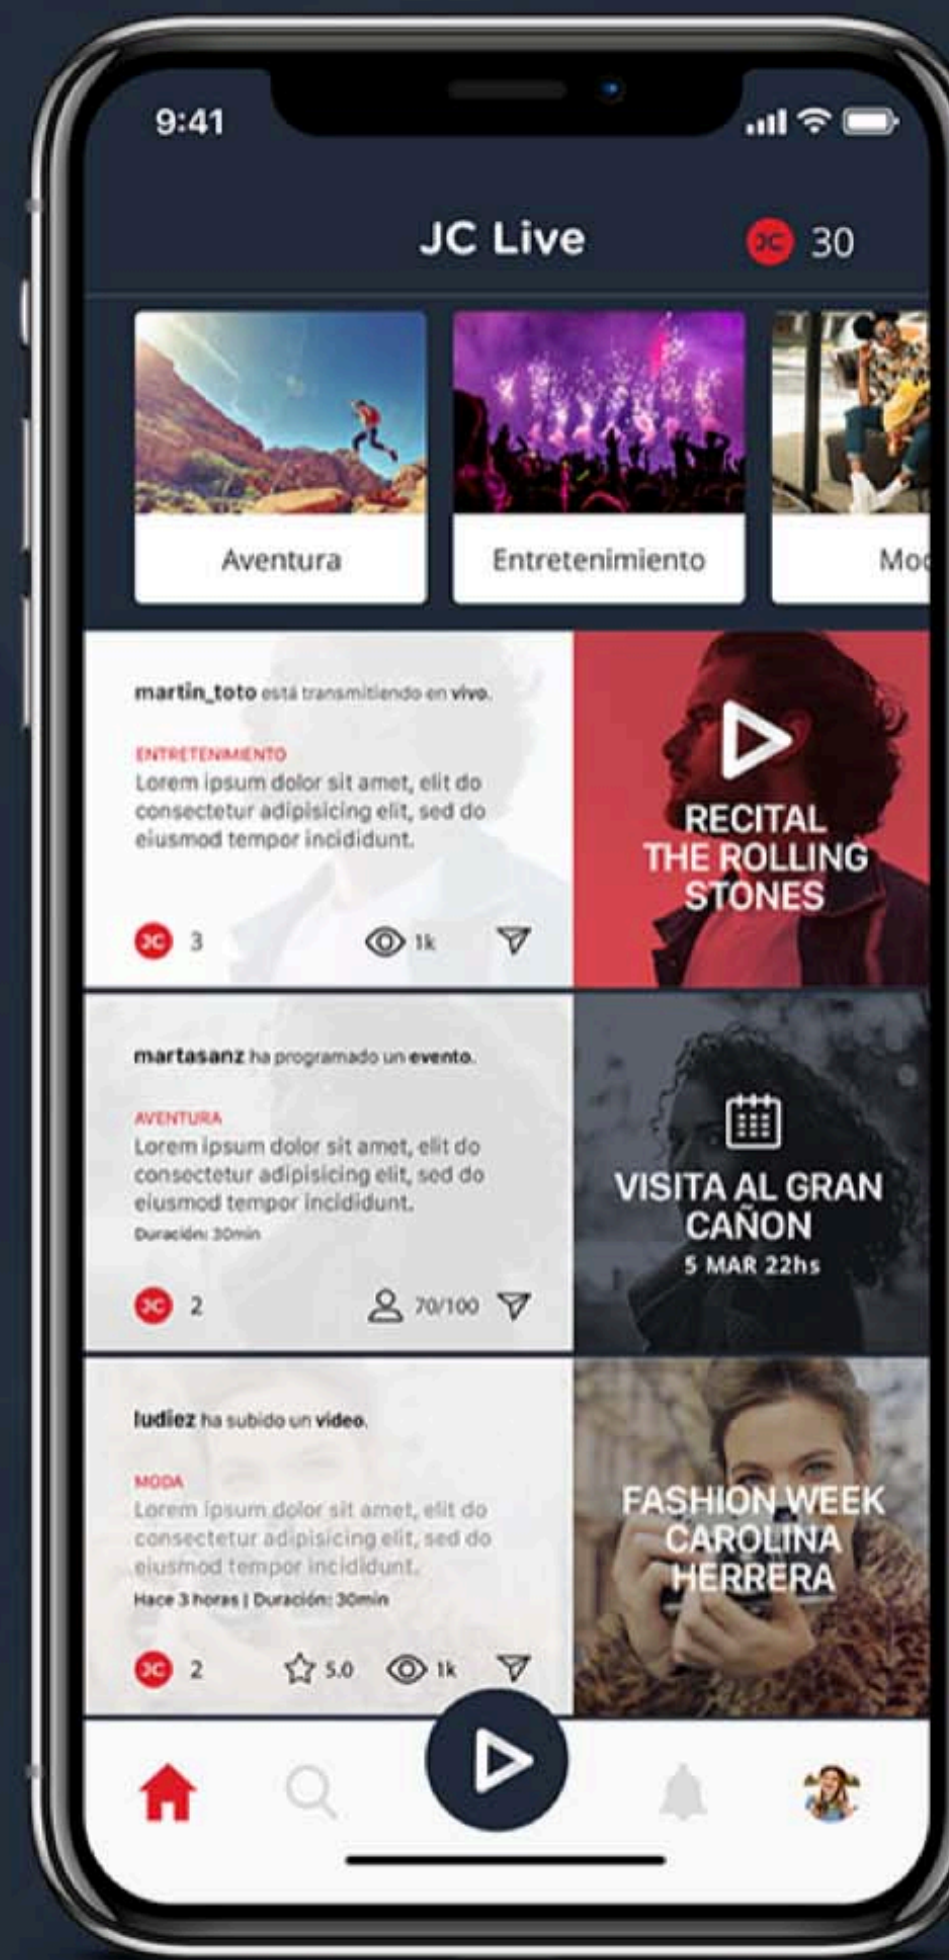 9:41
JC Live
JC 30
Aventura
Entretenimiento
martin_toto está transmitiendo en vivo.
ENTRETENIMIENTO
Lorem ipsum dolor sit amet, elit do
consectetur adipisicing elit, sed do
eiusmod tempor incididunt.
JC 3
1k
RECITAL
THE ROLLING
STONES
martasanz ha programado un evento.
AVENTURA
Lorem ipsum dolor sit amet, elit do
consectetur adipisicing elit, sed do
eiusmod tempor incididunt.
Duración: 30min
JC 2
70/100
VISITA AL GRAN
CAÑON
5 MAR 22hs
ludiez ha subido un video.
MODA
Lorem ipsum dolor sit amet, elit do
consectetur adipisicing elit, sed do
eiusmod tempor incididunt.
Hace 3 horas | Duración: 30min
JC 2
5.0
1k
FASHION WEEK
CAROLINA
HERRERA